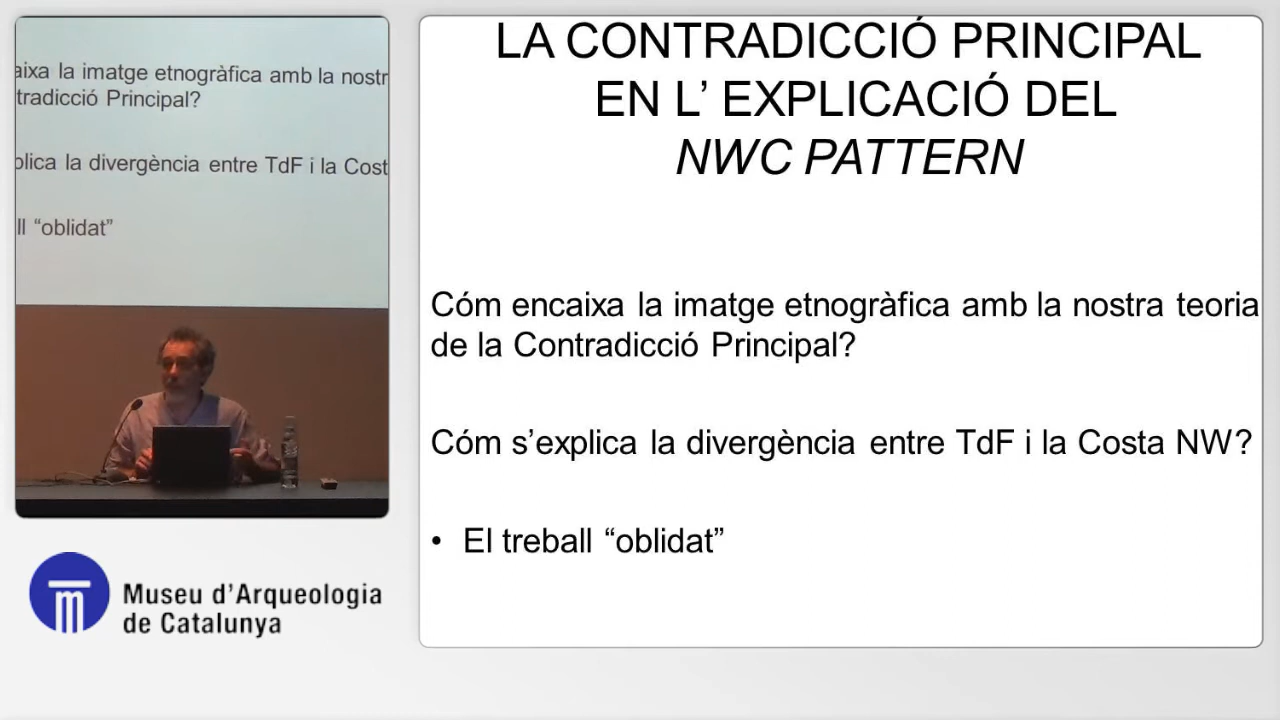 aixa la imatge etnogràfica amb la nostr
tradicció Principal?
plica la divergència entre TdF i la Cost
ll “oblidat”
Museu d’Arqueologia
de Catalunya
LA CONTRADICCIÓ PRINCIPAL
EN L’ EXPLICACIÓ DEL
NWC PATTERN
Cóm encaixa la imatge etnogràfica amb la nostra teoria
de la Contradicció Principal?
Cóm s’explica la divergència entre TdF i la Costa NW?
• El treball “oblidat”